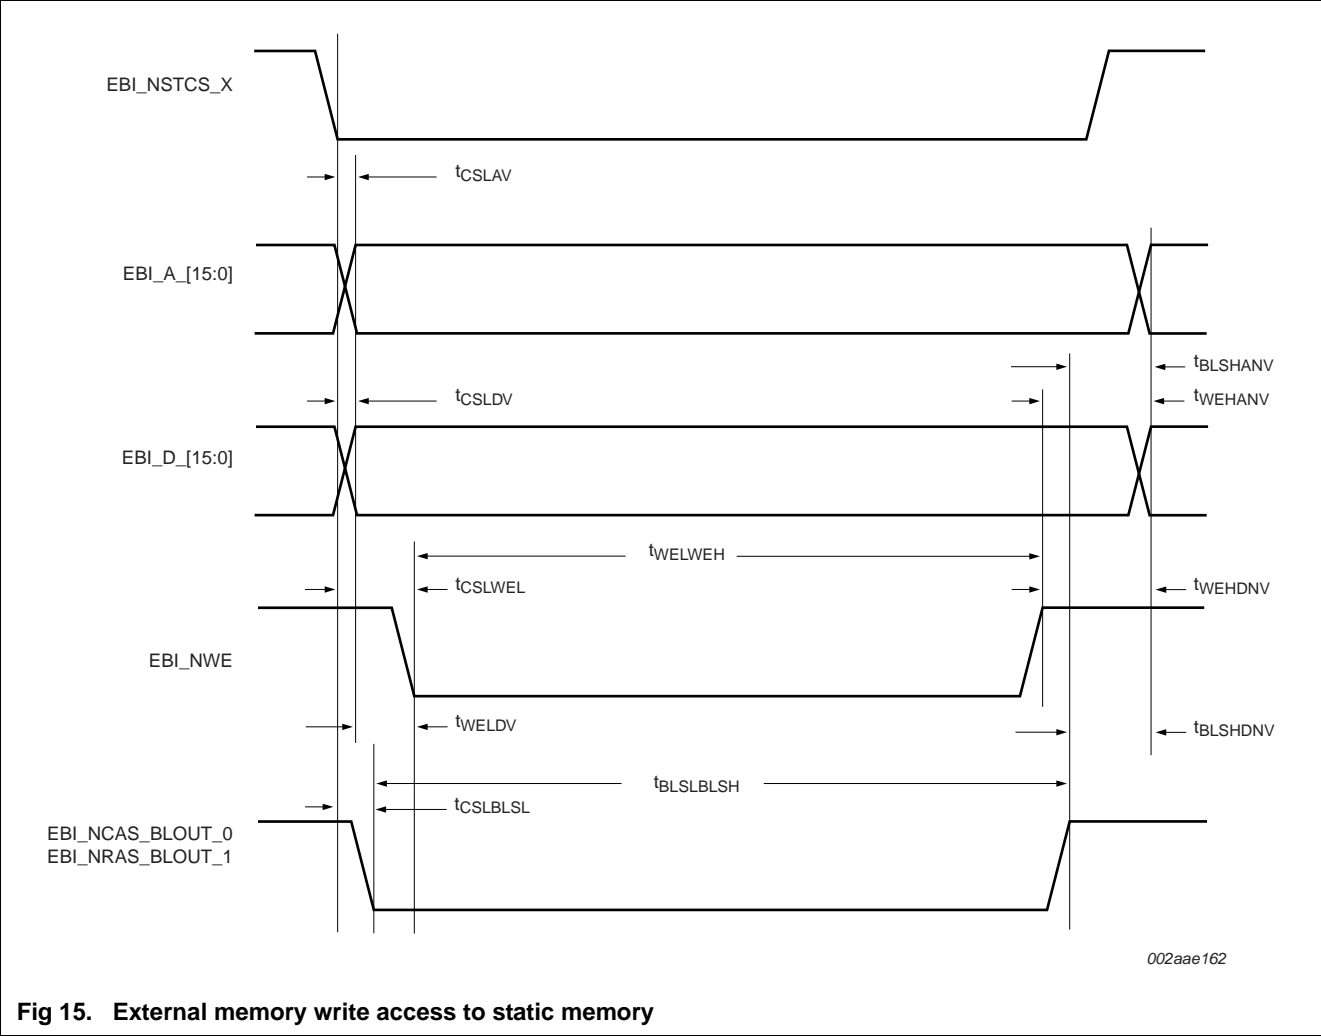 EBI_NSTCS_X
tCSLAV
EBI_A_[15:0]
tBLSHANV
tCSLDV
tWEHANV
EBI_D_[15:0]
tWELWEH
tCSLWEL
tWEHDNV
EBI_NWE
tWELDV
tBLSHDNV
tBLSLBLSH
tCSLBLSL
EBI_NCAS_BLOUT_0
EBI_NRAS_BLOUT_1
002aae162
Fig 15. External memory write access to static memory